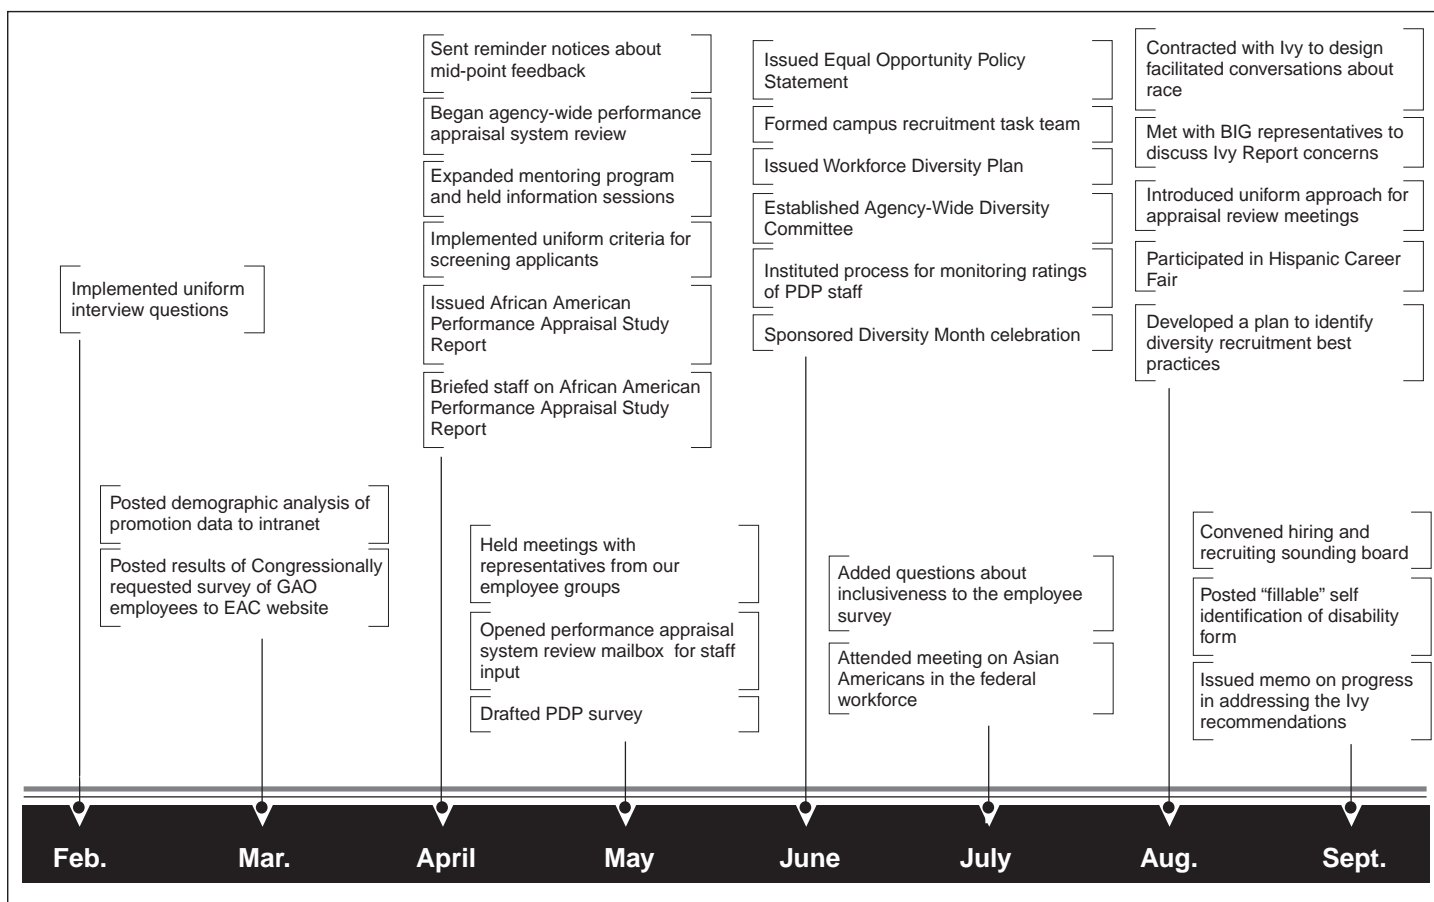 Implemented uniform
interview questions
Posted demographic analysis of
promotion data to intranet
Posted results of Congressionally
requested survey of GAO
employees to EAC website
Sent reminder notices about
mid-point feedback
Began agency-wide performance
appraisal system review
Expanded mentoring program
and held information sessions
Implemented uniform criteria for
screening applicants
Issued African American
Performance Appraisal Study
Report
Briefed staff on African American
Performance Appraisal Study
Report
Held meetings with
representatives from our
employee groups
Opened performance appraisal
system review mailbox for staff
input
Drafted PDP survey
Issued Equal Opportunity Policy
Statement
Formed campus recruitment task team
Issued Workforce Diversity Plan
Established Agency-Wide Diversity
Committee
Instituted process for monitoring ratings
of PDP staff
Sponsored Diversity Month celebration
Added questions about
inclusiveness to the employee
survey
Attended meeting on Asian
Americans in the federal
workforce
Contracted with Ivy to design
facilitated conversations about
race
Met with BIG representatives to
discuss Ivy Report concerns
Introduced uniform approach for
appraisal review meetings
Participated in Hispanic Career
Fair
Developed a plan to identify
diversity recruitment best
practices
Convened hiring and
recruiting sounding board
Posted “fillable” self
identification of disability
form
Issued memo on progress
in addressing the Ivy
recommendations
Feb. Mar. April May June July Aug. Sept.